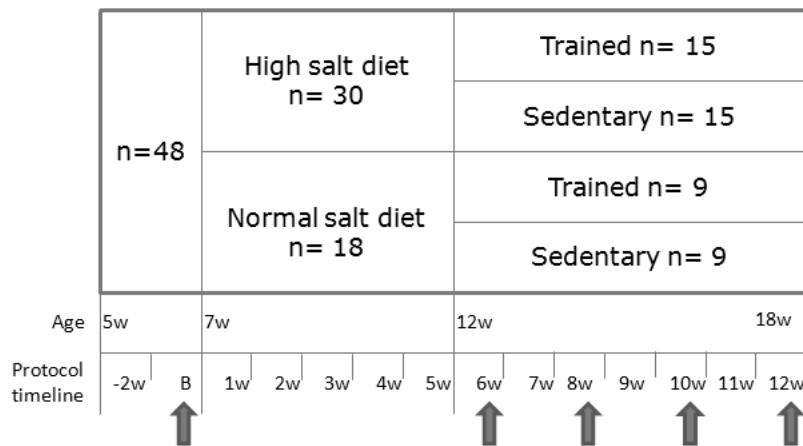 n=48
High salt diet
n= 30
Normal salt diet
n= 18
Trained n= 15
Sedentary n= 15
Trained n= 9
Sedentary n= 9
Age 5w 7w 12w 18w
Protocol
timeline
-2w B 1w 2w 3w 4w 5w 6w 7w 8w 9w 10w 11w 12w